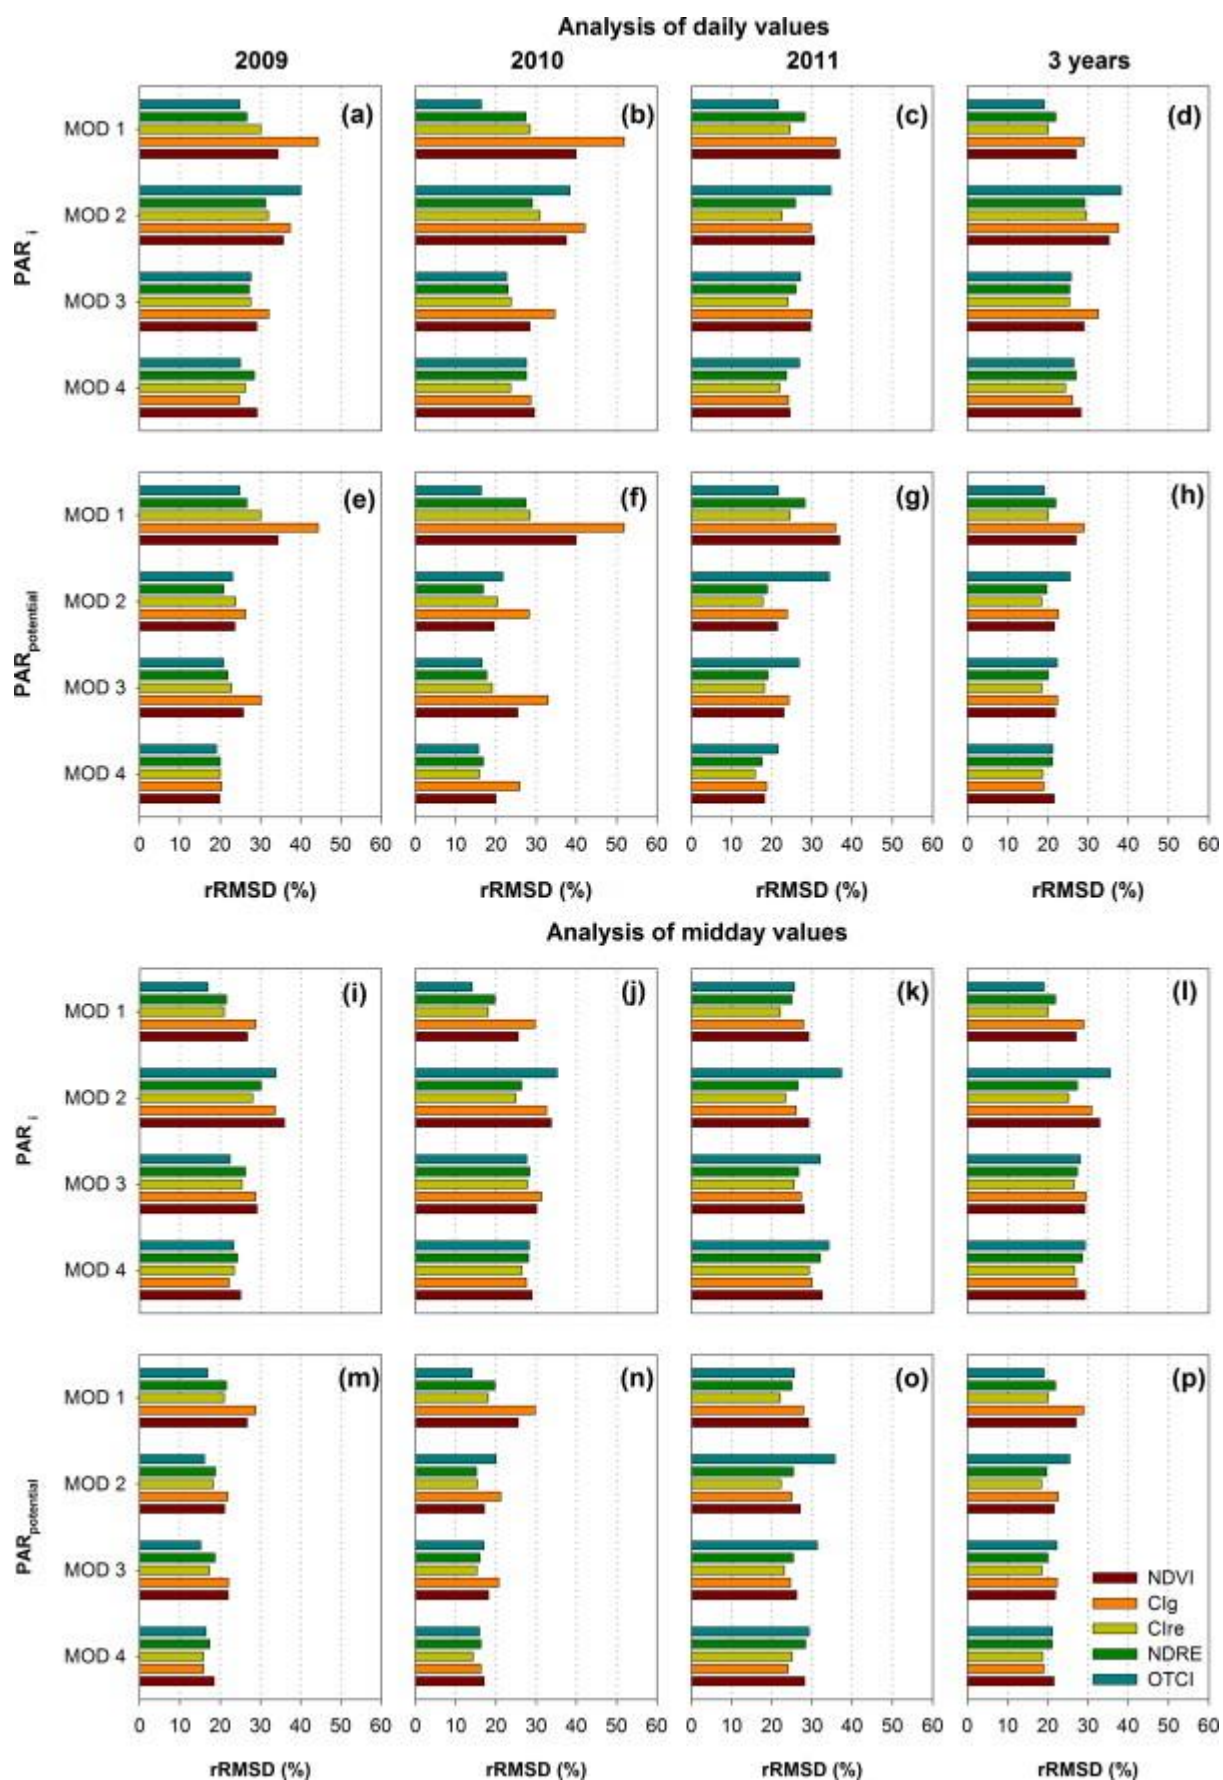 Analysis of daily values
2009 2010 2011 3 years
(a) (b) (c) (d)
MOD 1
MOD 2
MOD 3
MOD 4
PAR i
(e) (f) (g) (h)
MOD 1
MOD 2
MOD 3
MOD 4
PARpotential
0 10 20 30 40 50 60 0 10 20 30 40 50 60 0 10 20 30 40 50 60 0 10 20 30 40 50 60
rRMSD (%) rRMSD (%) rRMSD (%) rRMSD (%)
Analysis of midday values
(i) (j) (k) (l)
MOD 1
MOD 2
MOD 3
MOD 4
PAR i
(m) (n) (o) (p)
MOD 1
MOD 2
MOD 3
MOD 4
PARpotential
NDVI
CIg
CIre
NDRE
OTCI
0 10 20 30 40 50 60 0 10 20 30 40 50 60 0 10 20 30 40 50 60 0 10 20 30 40 50 60
rRMSD (%) rRMSD (%) rRMSD (%) rRMSD (%)